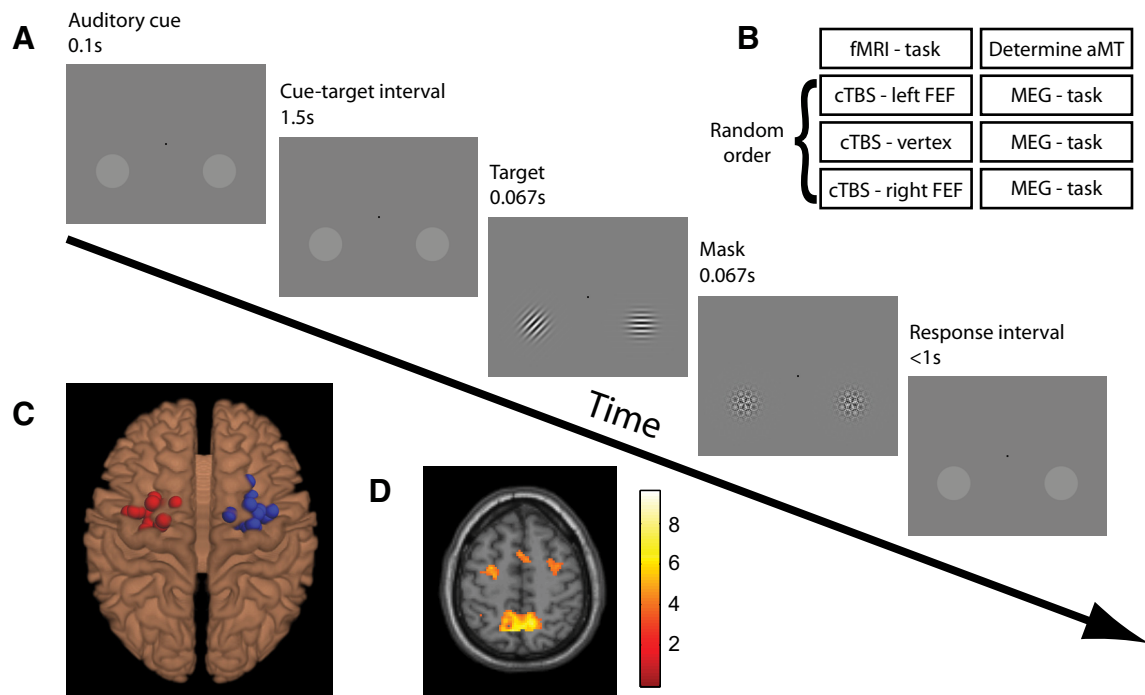 A
Auditory cue
0.1s
Cue-target interval
1.5s
Target
0.067s
Mask
0.067s
Response interval
<1s
Time
B
fMRI - task
Determine aMT
Random
order
cTBS - left FEF
MEG - task
cTBS - vertex
MEG - task
cTBS - right FEF
MEG - task
C
D
8
6
4
2